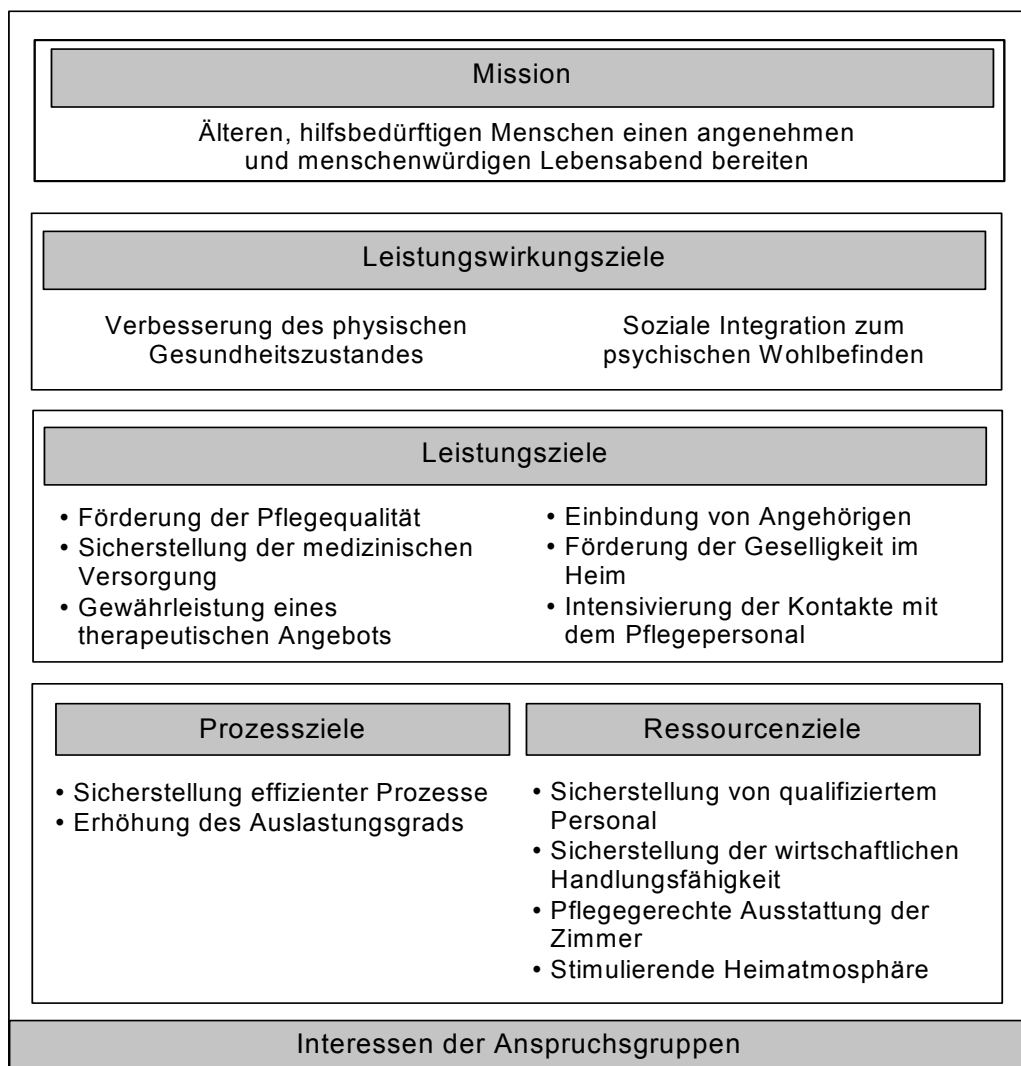 Mission
Älteren, hilfsbedürftigen Menschen einen angenehmen
und menschenwürdigen Lebensabend bereiten
Leistungswirkungsziele
Verbesserung des physischen
Gesundheitszustandes
Soziale Integration zum
psychischen Wohlbefinden
Leistungsziele
• Förderung der Pflegequalität
• Sicherstellung der medizinischen
Versorgung
• Gewährleistung eines
therapeutischen Angebots
• Einbindung von Angehörigen
• Förderung der Geselligkeit im
Heim
• Intensivierung der Kontakte mit
dem Pflegepersonal
Prozessziele
• Sicherstellung effizienter Prozesse
• Erhöhung des Auslastungsgrads
Ressourcenziele
• Sicherstellung von qualifiziertem
Personal
• Sicherstellung der wirtschaftlichen
Handlungsfähigkeit
• Pflegegerechte Ausstattung der
Zimmer
• Stimulierende Heimatmosphäre
Interessen der Anspruchsgruppen